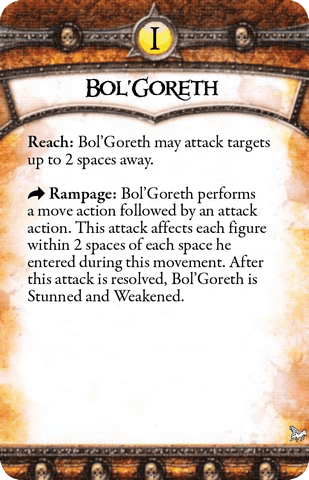 I
BOL'GORETH
Reach: Bol'Goreth may attack targets
up to 2 spaces away.
Rampage: Bol'Goreth performs
a move action followed by an attack
action. This attack affects each figure
within 2 spaces of each space he
entered during this movement. After
this attack is resolved, Bol'Goreth is
Stunned and Weakened.